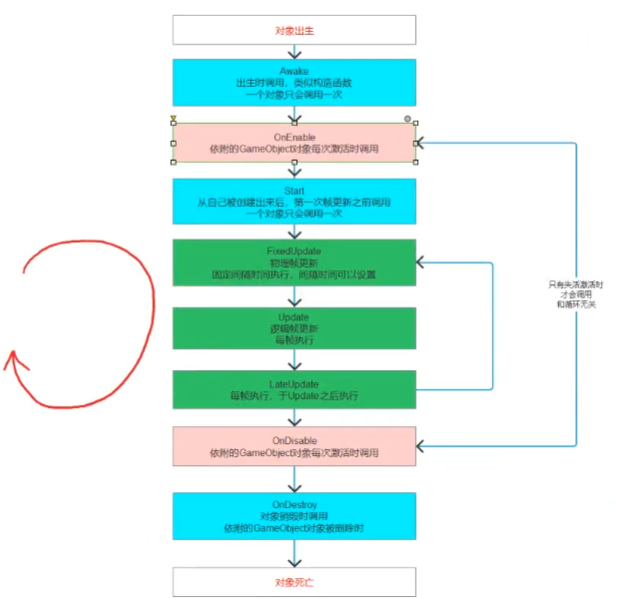 对象出生
Awake
出生时调用，类似构造函数
一个对象只会调用一次
OnEnable
依附的GameObject对象每次激活时调用
Start
从自己被创建出来后，第一次帧更新之前调用
一个对象只会调用一次
FixedUpdate
物理帧更新
固定间隔时间执行，间隔时间可以设置
Update
逻辑帧更新
每帧执行
LateUpdate
每帧执行，于Update之后执行
OnDisable
依附的GameObject对象每次激活时调用
OnDestroy
对象销毁时调用
依附的GameObject对象被删除时
对象死亡
只有失活激活时
才会调用
和循环无关